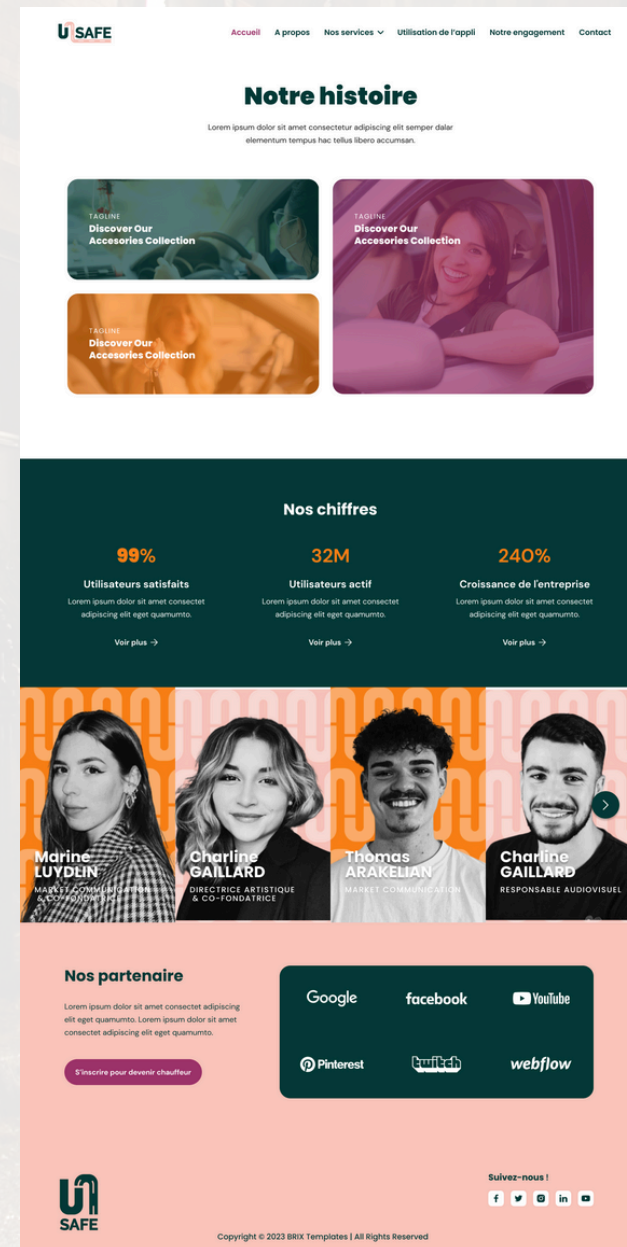 UN SAFE
Accueil A propos Nos services Utilisation de l'appli Notre engagement Contact
Notre histoire
Lorem ipsum dolor sit amet consectetur adipiscing elit semper dalar
elementum tempus hac tellus libero accumsan.
TAGLINE
Discover Our
Accesories Collection
TAGLINE
Discover Our
Accesories Collection
TAGLINE
Discover Our
Accesories Collection
Nos chiffres
99%
Utilisateurs satisfaits
Lorem ipsum dolor sit amet consectet
adipiscing elit eget quamumto.
Voir plus →
32M
Utilisateurs actif
Lorem ipsum dolor sit amet consectet
adipiscing elit eget quamumto.
Voir plus →
240%
Croissance de l'entreprise
Lorem ipsum dolor sit amet consectet
adipiscing elit eget quamumto.
Voir plus →
Marine
LUYDLIN
MARKET COMMUNICATION
& CO-FONDATRICE
Charline
GAILLARD
DIRECTRICE ARTISTIQUE
& CO-FONDATRICE
Thomas
ARAKELIAN
MARKET COMMUNICATION
Charline
GAILLARD
RESPONSABLE AUDIOVISUEL
Nos partenaire
Lorem ipsum dolor sit amet consectet adipiscing
elit eget quamumto. Lorem ipsum dolor sit amet
consectet adipiscing elit eget quamumto.
S'inscrire pour devenir chauffeur
Google facebook YouTube
Pinterest twitch webflow
UN
SAFE
Suivez-nous !
Copyright © 2023 BRIX Templates | All Rights Reserved